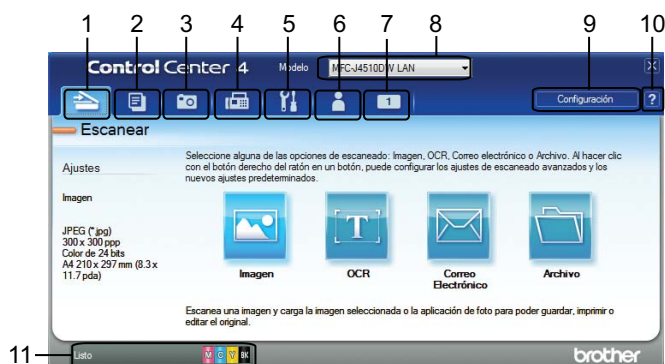 1 2 3 4 5 6 7 8 9 10
Control Center 4 Modelo MFC-J4510DW LAN
1 Configuración ?
Escanear
Ajustes
Imagen
JPEG (*.jpg)
300 x 300 ppp
Color de 24 bits
A4 210 x 297 mm (8.3 x
11.7 pda)
Seleccione alguna de las opciones de escaneado: Imagen, OCR, Correo electrónico o Archivo. Al hacer clic
con el botón derecho del ratón en un botón, puede configurar los ajustes de escaneado avanzados y los
nuevos ajustes predeterminados.
T
Imagen OCR Correo Archivo
Electrónico
Escanea una imagen y carga la imagen seleccionada o la aplicación de foto para poder guardar, imprimir o
editar el original.
11 Listo M C Y BK brother